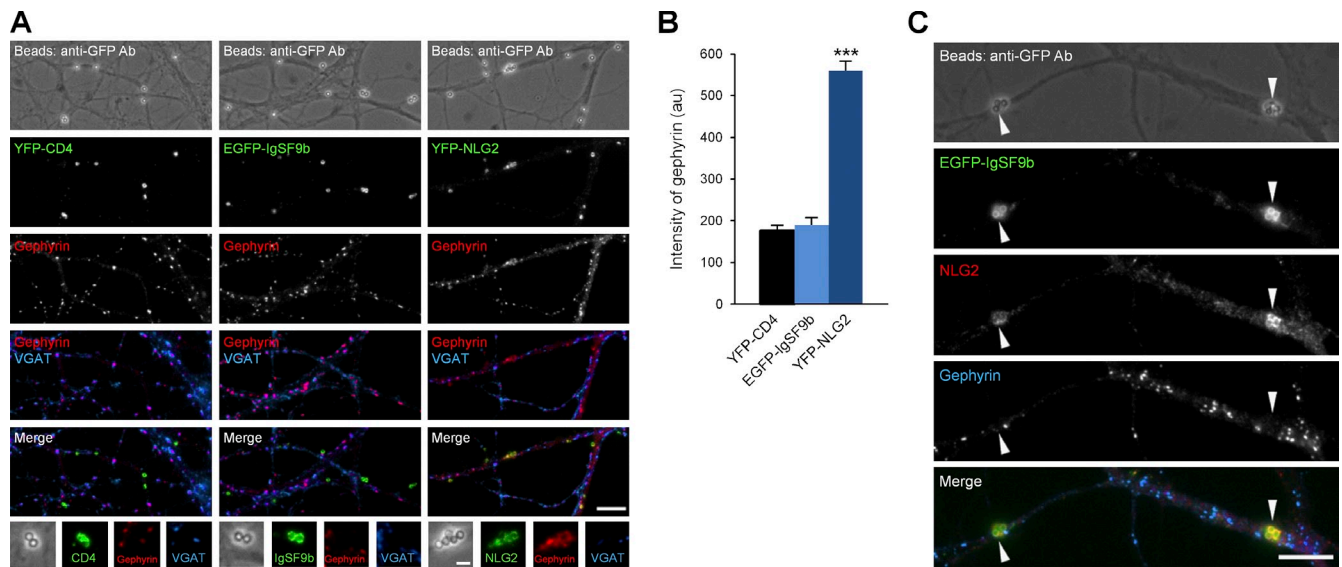 A
Beads: anti-GFP Ab
Beads: anti-GFP Ab
Beads: anti-GFP Ab
YFP-CD4
EGFP-IgSF9b
YFP-NLG2
Gephyrin
Gephyrin
Gephyrin
Gephyrin
VGAT
Gephyrin
VGAT
Gephyrin
VGAT
Merge
Merge
Merge
CD4
Gephyrin
VGAT
IgSF9b
Gephyrin
VGAT
NLG2
Gephyrin
VGAT
B
Intensity of gephyrin (au)
600
500
400
300
200
100
0
***
YFP-CD4
EGFP-IgSF9b
YFP-NLG2
C
Beads: anti-GFP Ab
EGFP-IgSF9b
NLG2
Gephyrin
Merge